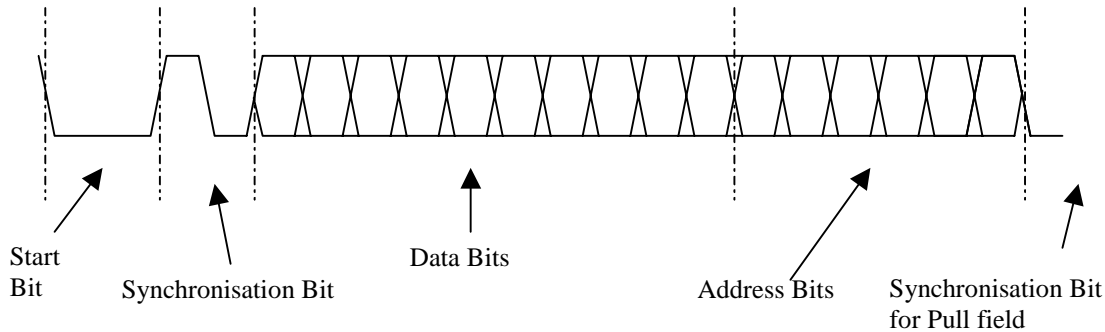 Start
Bit
Synchronisation Bit
Data Bits
Address Bits
Synchronisation Bit
for Pull field